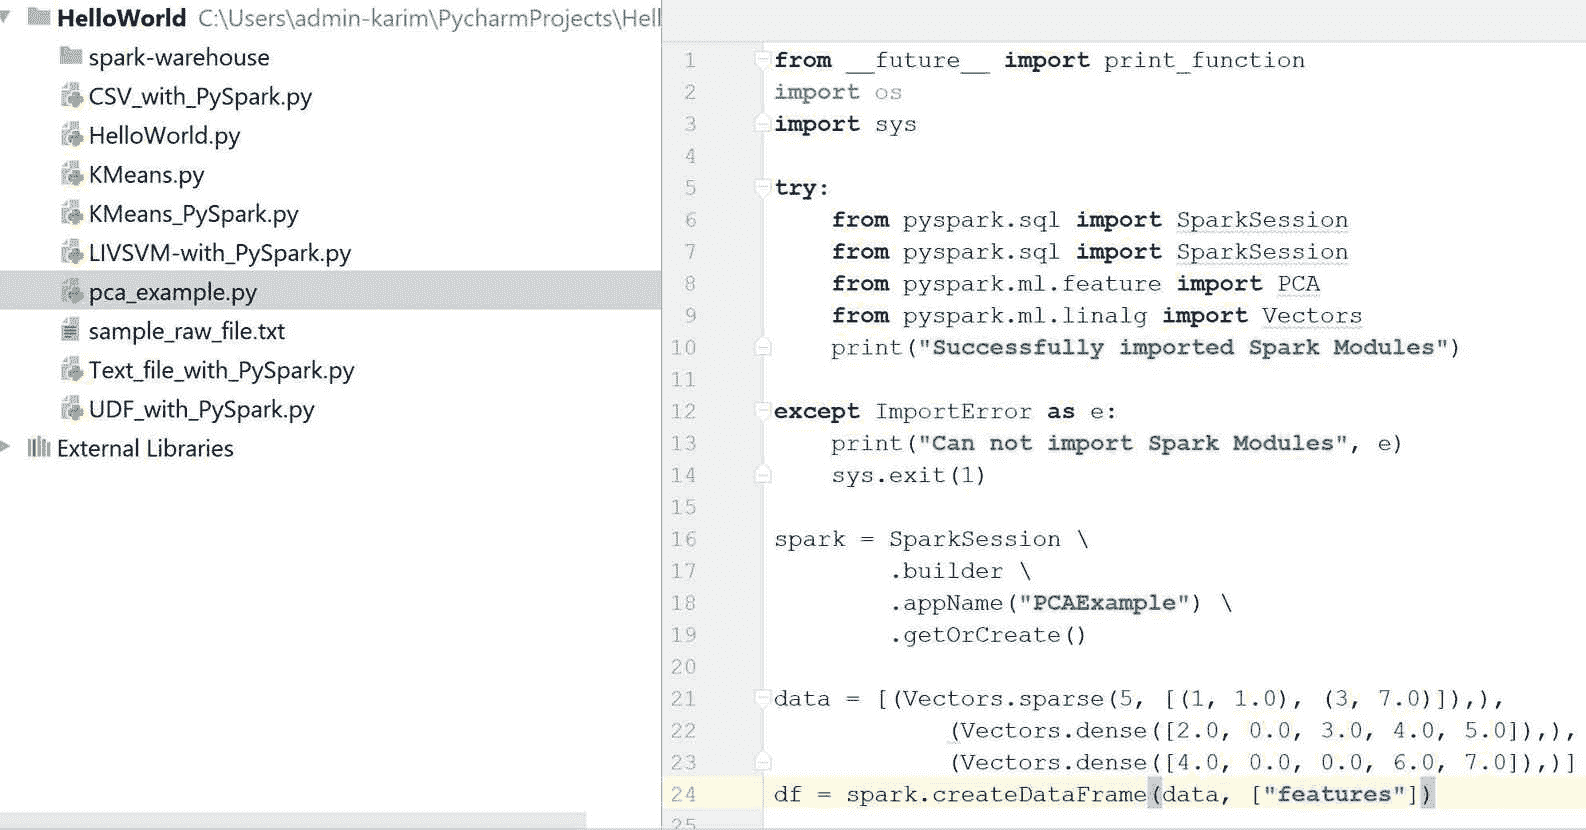 HelloWorld C:\Users\admin-karim\PycharmProjects\Hell
spark-warehouse
CSV_with_PySpark.py
HelloWorld.py
KMeans.py
KMeans_PySpark.py
LIVSVM-with_PySpark.py
pca_example.py
sample_raw_file.txt
Text_file_with_PySpark.py
UDF_with_PySpark.py
External Libraries
1 from __future__ import print_function
2 import os
3 import sys
4
5 try:
6     from pyspark.sql import SparkSession
7     from pyspark.sql import SparkSession
8     from pyspark.ml.feature import PCA
9     from pyspark.ml.linalg import Vectors
10     print("Successfully imported Spark Modules")
11
12 except ImportError as e:
13     print("Can not import Spark Modules", e)
14     sys.exit(1)
15
16 spark = SparkSession \
17         .builder \
18         .appName("PCAExample") \
19         .getOrCreate()
20
21 data = [(Vectors.sparse(5, [(1, 1.0), (3, 7.0)]),),
22             (Vectors.dense([2.0, 0.0, 3.0, 4.0, 5.0]),),
23             (Vectors.dense([4.0, 0.0, 0.0, 6.0, 7.0]),)]
24 df = spark.createDataFrame(data, ["features"])
25